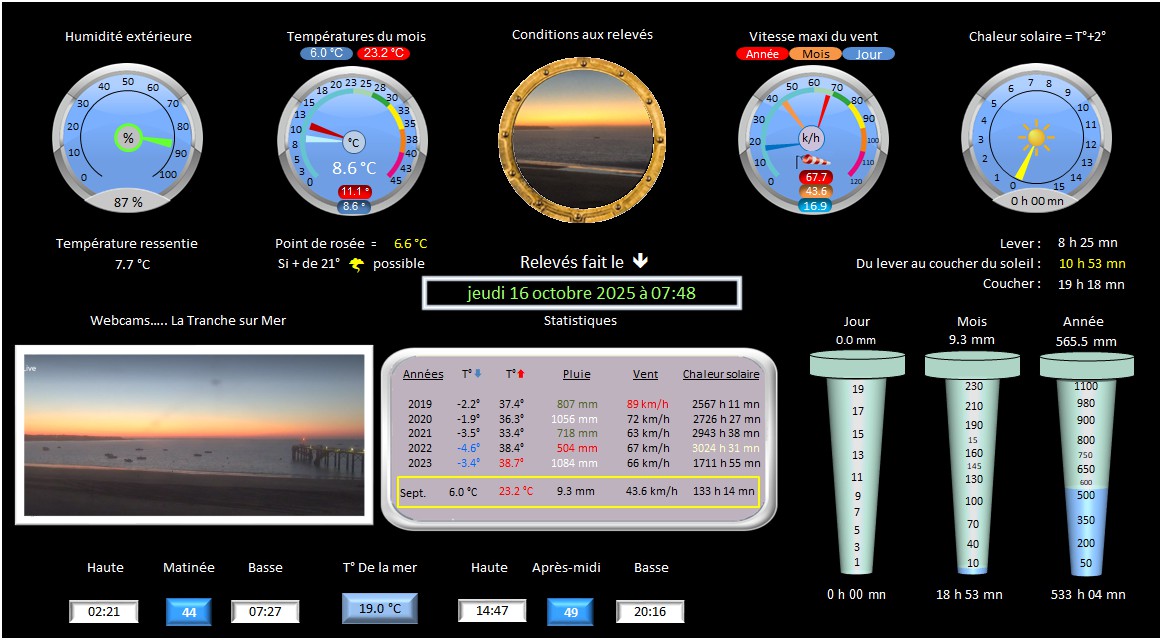 Humidité extérieure
Températures du mois
Conditions aux relevés
Vitesse maxi du vent
Chaleur solaire = T°+2°
6.0 °C 23.2 °C
Année Mois Jour
0 10 20 30 40 50 60 70 80 90 100
%
87 %
0 3 5 8 10 13 15 18 20 23 25 28 30 33 35 38 40 43 45
°C
8.6 °C
11.1 °
8.6 °
0 10 20 30 40 50 60 70 80 90 100 110 120
k/h
67.7
43.6
16.9
0 1 2 3 4 5 6 7 8 9 10 11 12 13 14 15
0 h 00 mn
Température ressentie
7.7 °C
Point de rosée = 6.6 °C
Si + de 21° possible
Relevés fait le
jeudi 16 octobre 2025 à 07:48
Lever : 8 h 25 mn
Du lever au coucher du soleil : 10 h 53 mn
Coucher : 19 h 18 mn
Webcams..... La Tranche sur Mer
Live
Statistiques
Années T° T° Pluie Vent Chaleur solaire
2019 -2.2° 37.4° 807 mm 89 km/h 2567 h 11 mn
2020 -1.9° 36.3° 1056 mm 72 km/h 2726 h 27 mn
2021 -3.5° 33.4° 718 mm 63 km/h 2943 h 38 mn
2022 -4.6° 38.4° 504 mm 67 km/h 3024 h 31 mn
2023 -3.4° 38.7° 1084 mm 66 km/h 1711 h 55 mn
Sept. 6.0 °C 23.2 °C 9.3 mm 43.6 km/h 133 h 14 mn
Jour Mois Année
0.0 mm 9.3 mm 565.5 mm
19
17
15
13
11
9
7
5
3
1
230
210
190
15
160
145
130
100
70
40
10
1100
980
900
800
750
650
600
500
350
200
50
0 h 00 mn 18 h 53 mn 533 h 04 mn
Haute Matinée Basse T° De la mer Haute Après-midi Basse
02:21 44 07:27 19.0 °C 14:47 49 20:16